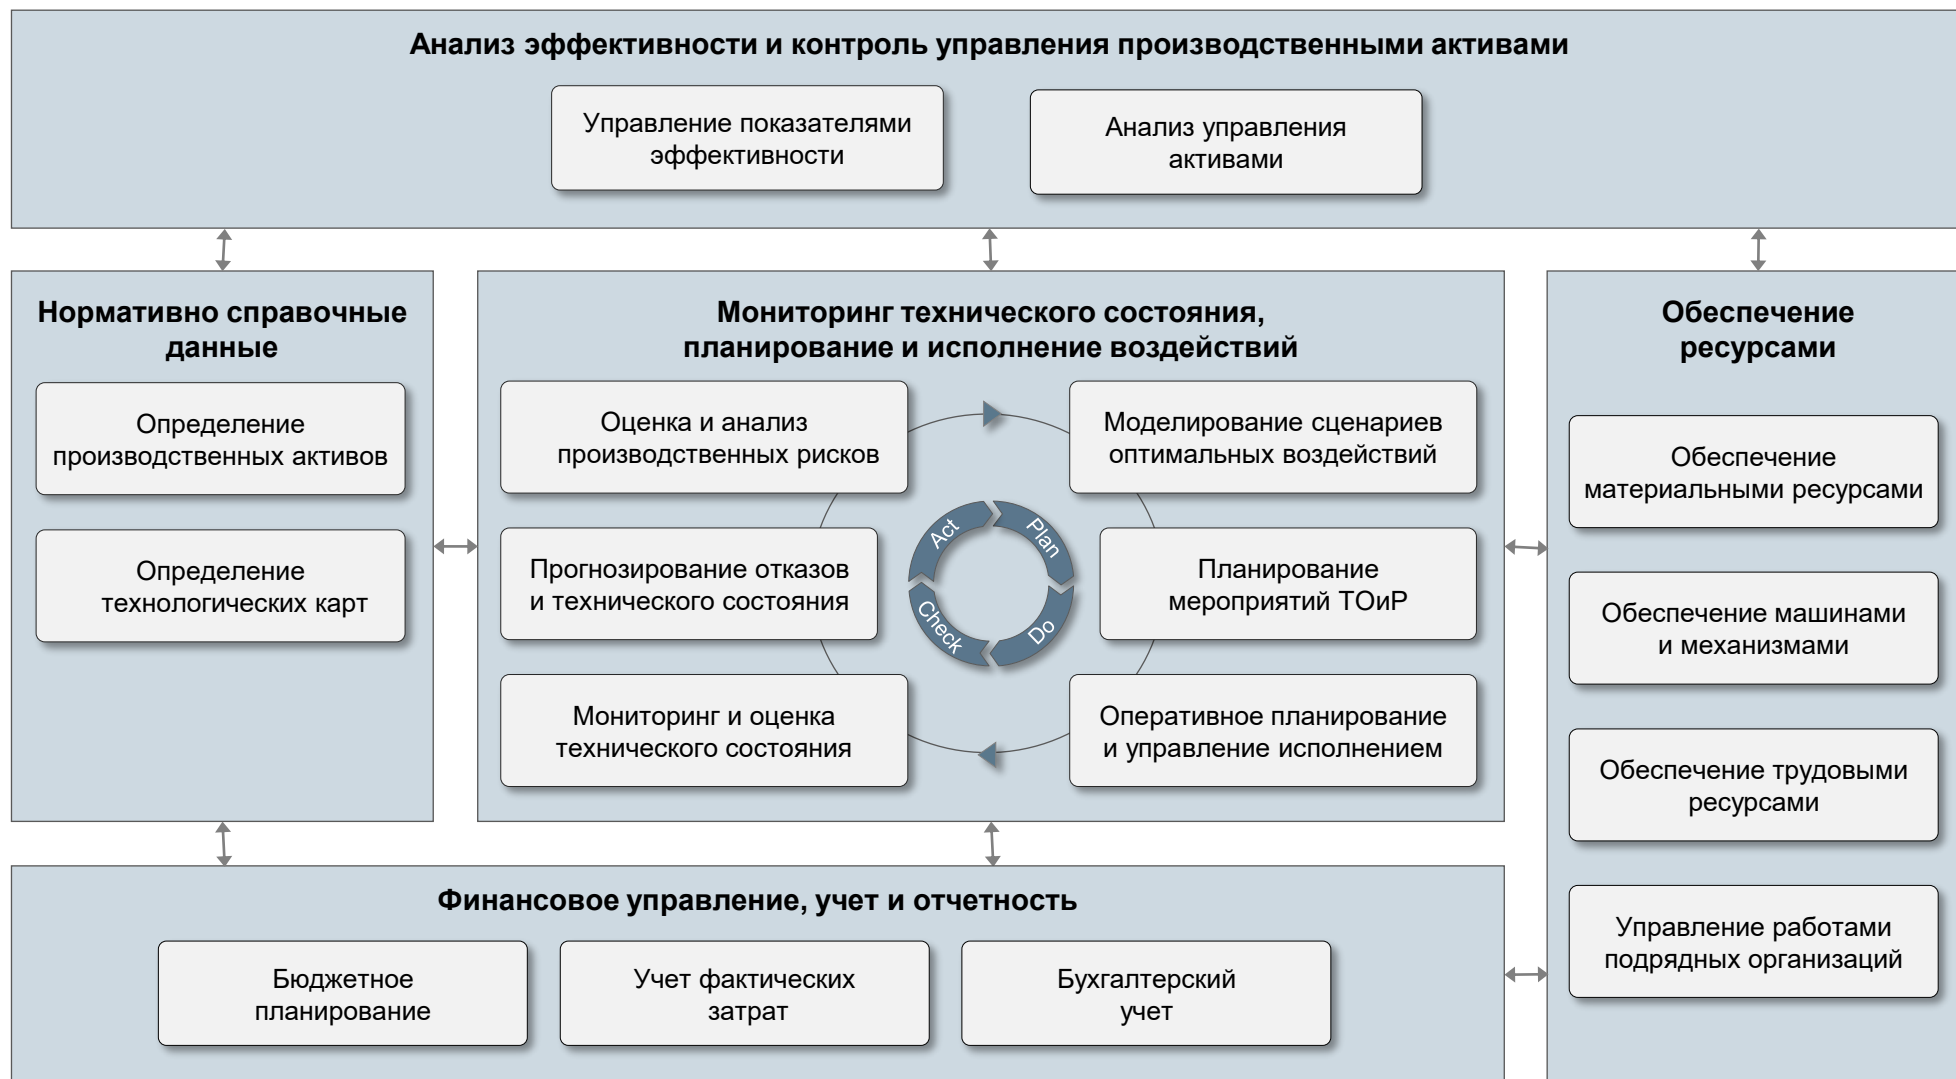 Анализ эффективности и контроль управления производственными активами
Управление показателями
эффективности
Анализ управления
активами
Нормативно справочные
данные
Определение
производственных активов
Определение
технологических карт
Мониторинг технического состояния,
планирование и исполнение воздействий
Оценка и анализ
производственных рисков
Моделирование сценариев
оптимальных воздействий
Прогнозирование отказов
и технического состояния
Act
Plan
Check
Do
Планирование
мероприятий ТОиР
Мониторинг и оценка
технического состояния
Оперативное планирование
и управление исполнением
Обеспечение
ресурсами
Обеспечение
материальными ресурсами
Обеспечение машинами
и механизмами
Обеспечение трудовыми
ресурсами
Управление работами
подрядных организаций
Финансовое управление, учет и отчетность
Бюджетное
планирование
Учет фактических
затрат
Бухгалтерский
учет